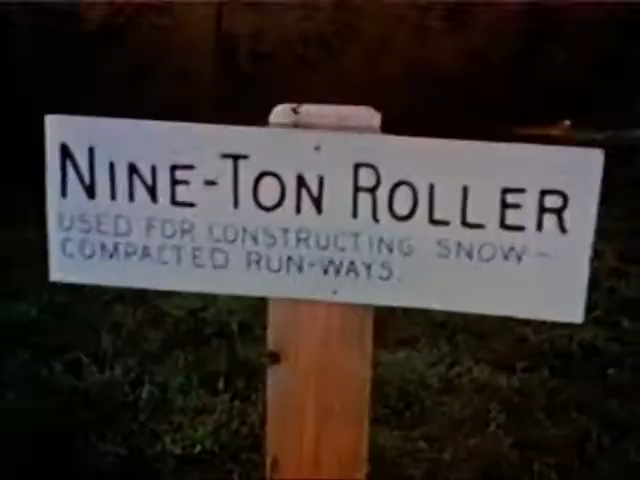 NINE-TON ROLLER
USED FOR CONSTRUCTING SNOW-
COMPACTED RUN-WAYS.